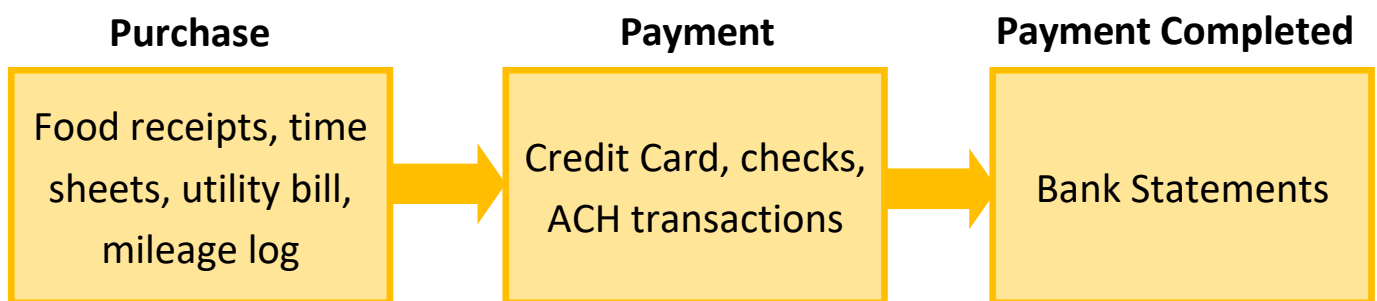 Purchase
Food receipts, time
sheets, utility bill,
mileage log
Payment
Credit Card, checks,
ACH transactions
Payment Completed
Bank Statements